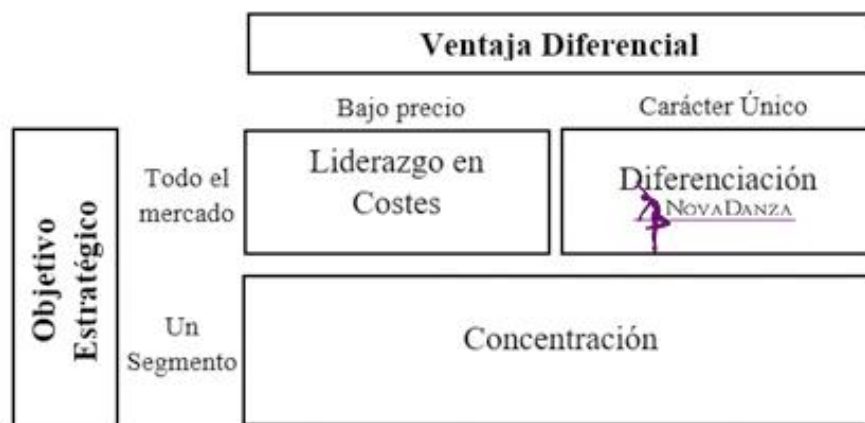 Ventaja Diferencial
Bajo precio
Carácter Único
Objetivo
Estratégico
Todo el
mercado
Liderazgo en
Costes
Diferenciación
NOVADANZA
Un
Segmento
Concentración